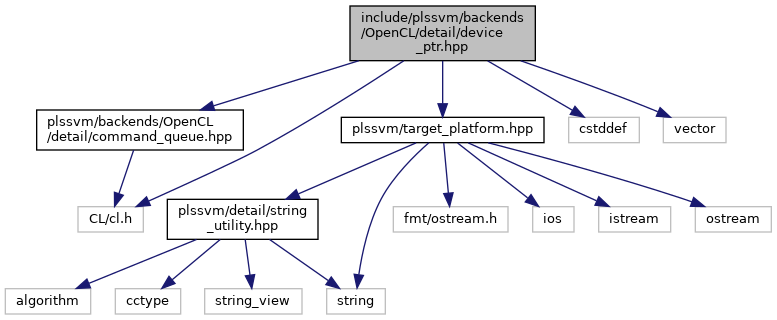 include/plssvm/backends
/OpenCL/detail/device
_ptr.hpp
plssvm/backends/OpenCL
/detail/command_queue.hpp
plssvm/target_platform.hpp
cstddef
vector
CL/cl.h
plssvm/detail/string
_utility.hpp
fmt/ostream.h
ios
istream
ostream
algorithm
cctype
string_view
string